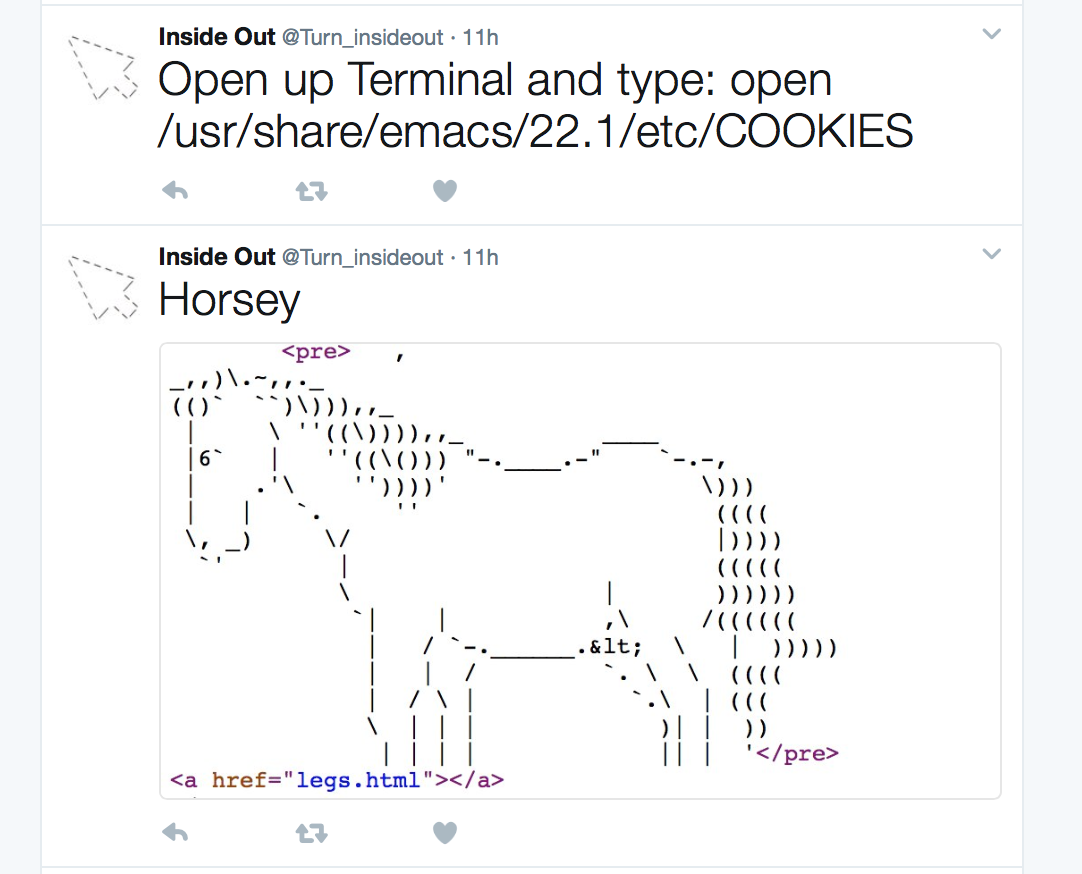 Inside Out @Turn_insideout · 11h
Open up Terminal and type: open
/usr/share/emacs/22.1/etc/COOKIES
Inside Out @Turn_insideout · 11h
Horsey
<pre>    ,
_,,)\.~,,._
(()`  ``)\))),,_
|     \ ''((\)))),,_          ____
|6`   |   ''((\())) "-.____.-"    `-.-,
|    .'\    ''))))'                  \)))
|   |   `.     ''                     ((((
\, _)     \/                          |))))
`'         |                          (((((
\                  |                  ))))))
`|    |           ,\                 /((((((
|   / `-.______.&lt;  \   |  )))))
|   |  /         `. \  \  ((((
|  / \ |          `.\  | (((
\  | | |            )| |  ))
| | | |             || |  '</pre>
<a href="legs.html"></a>